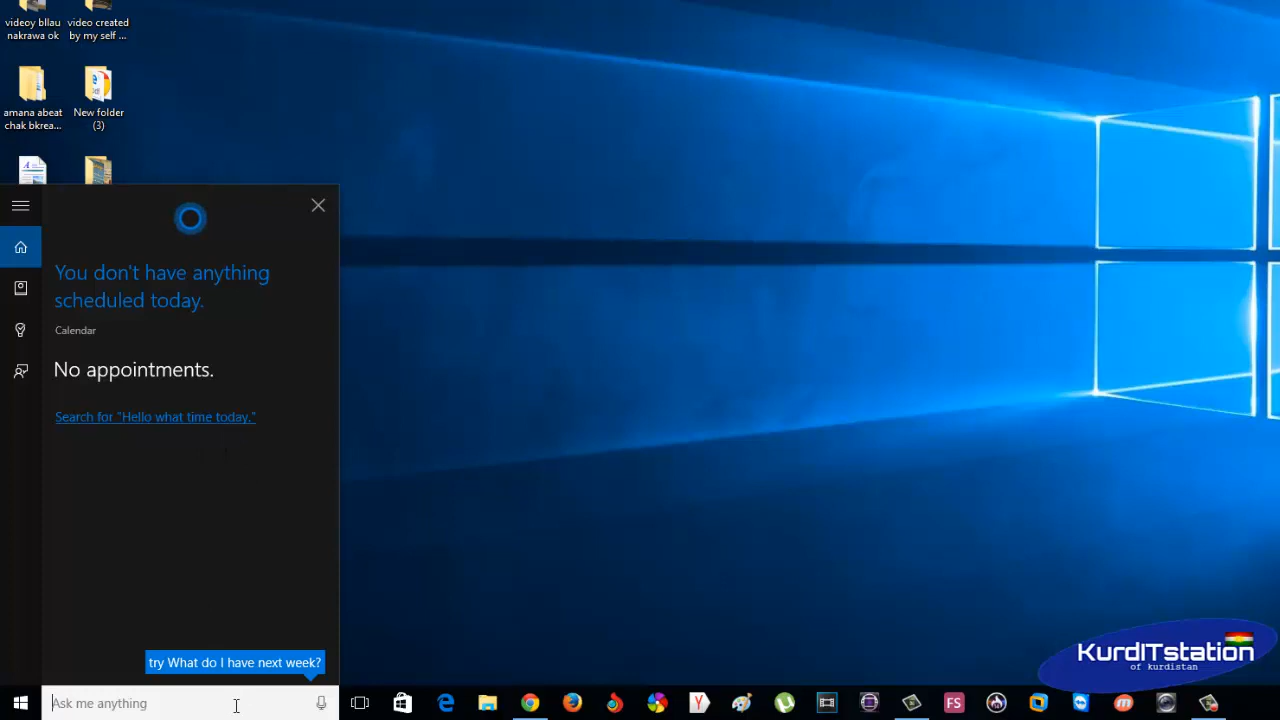 videoy bllau
nakrawa ok
video created
by my self ...
amana abeat
chak bkrea...
New folder
(3)
You don't have anything
scheduled today.
Calendar
No appointments.
Search for "Hello what time today."
try What do I have next week?
Ask me anything
FS
KurdITstation
of kurdistan